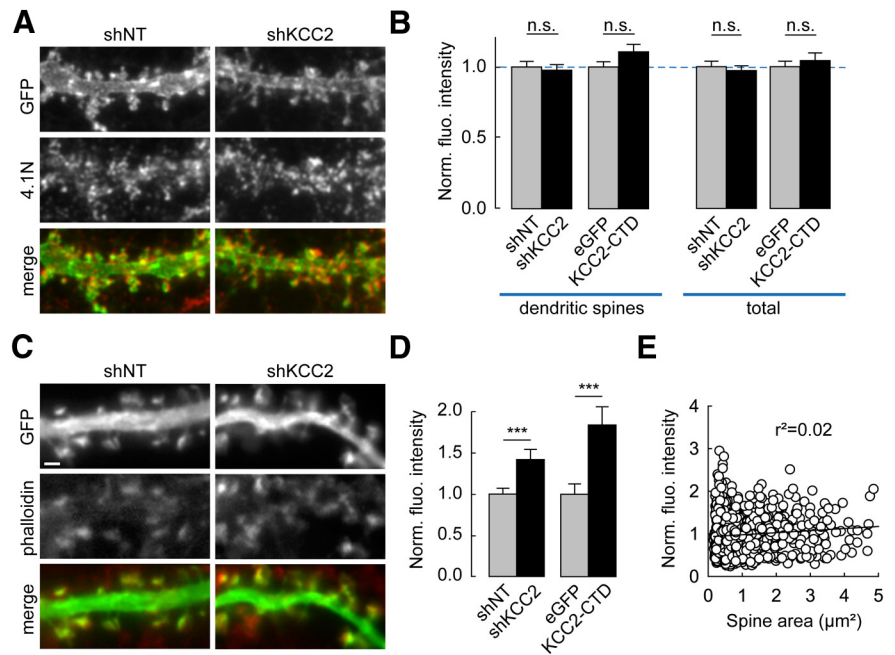 A
shNT
shKCC2
GFP
4.1N
merge
B
n.s.
n.s.
n.s.
n.s.
Norm. fluo. intensity
1.0
0.5
0.0
shNT
shKCC2
eGFP
KCC2-CTD
shNT
shKCC2
eGFP
KCC2-CTD
dendritic spines
total
C
shNT
shKCC2
GFP
phalloidin
merge
D
Norm. fluo. intensity
2.0
1.5
1.0
0.5
0.0
***
***
shNT
shKCC2
eGFP
KCC2-CTD
E
Norm. fluo. intensity
4
3
2
1
0
r²=0.02
0 1 2 3 4 5
Spine area (µm²)